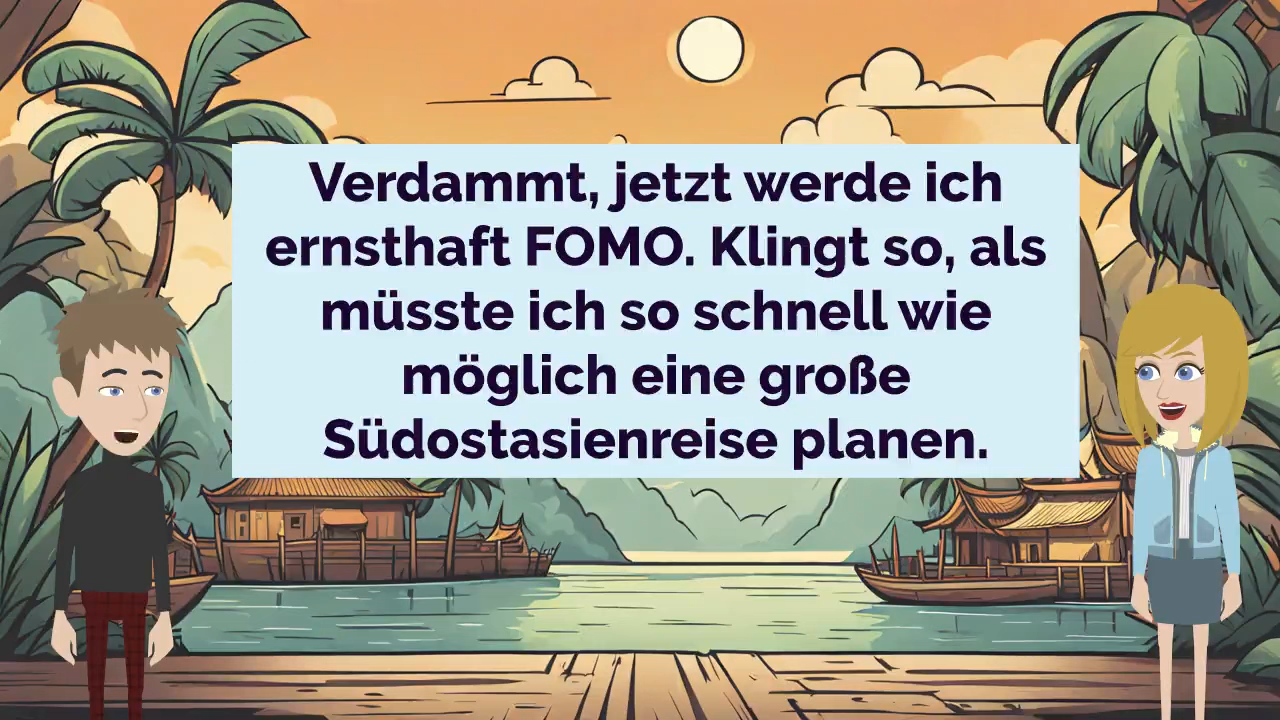 Verdammt, jetzt werde ich
ernsthaft FOMO. Klingt so, als
müsste ich so schnell wie
möglich eine große
Südostasienreise planen.